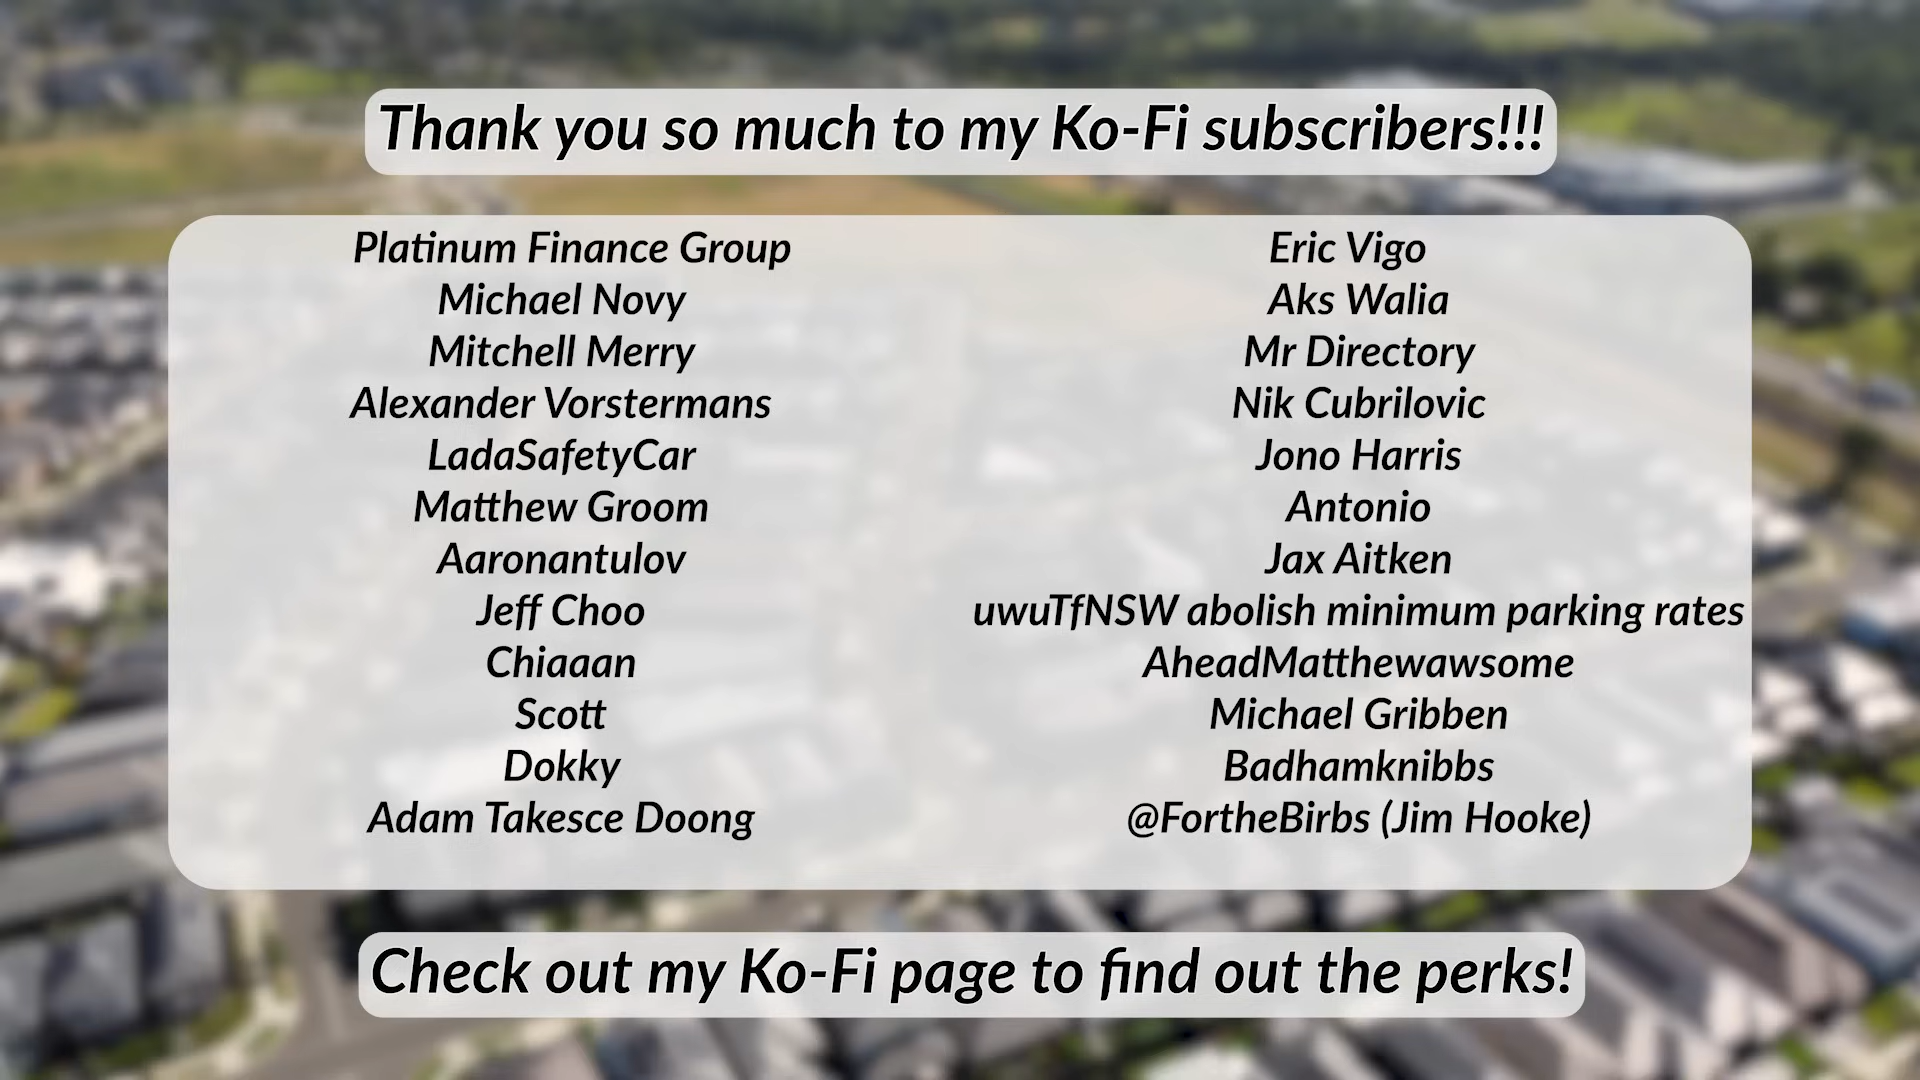 Thank you so much to my Ko-Fi subscribers!!!
Platinum Finance Group
Michael Novy
Mitchell Merry
Alexander Vorstermans
LadaSafetyCar
Matthew Groom
Aaronantulov
Jeff Choo
Chiaaan
Scott
Dokky
Adam Takesce Doong
Eric Vigo
Aks Walia
Mr Directory
Nik Cubrilovic
Jono Harris
Antonio
Jax Aitken
uwuTfNSW abolish minimum parking rates
AheadMatthewawsome
Michael Gribben
Badhamknibbs
@FortheBirbs (Jim Hooke)
Check out my Ko-Fi page to find out the perks!